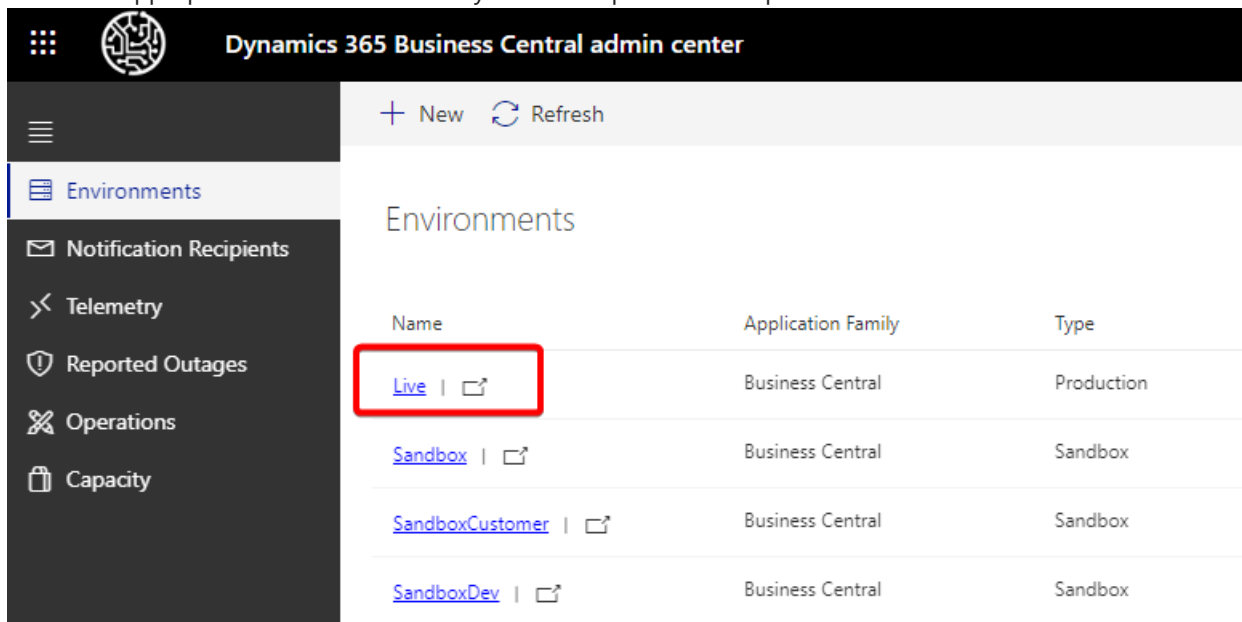 Dynamics 365 Business Central admin center
New Refresh
Environments
Notification Recipients
Telemetry
Reported Outages
Operations
Capacity
Environments
Name Application Family Type
Live | Business Central Production
Sandbox | Business Central Sandbox
SandboxCustomer | Business Central Sandbox
SandboxDev | Business Central Sandbox